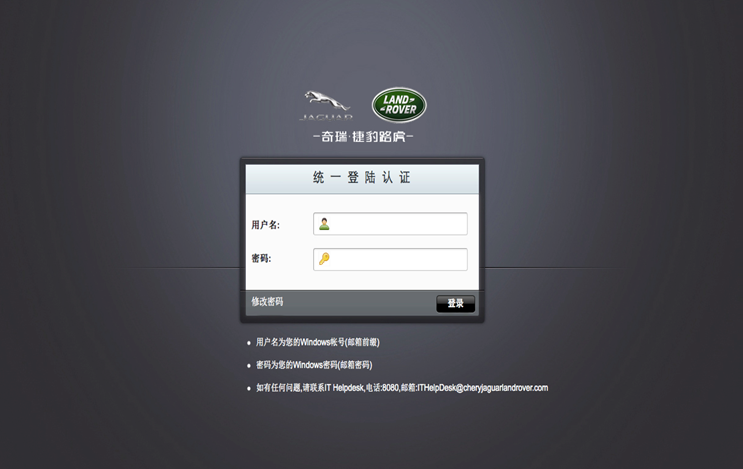 JAGUAR
LAND
ROVER
奇瑞·捷豹路虎
统一登陆认证
用户名:
密码:
修改密码
登录
用户名为您的Windows帐号(邮箱前缀)
密码为您的Windows密码(邮箱密码)
如有任何问题,请联系IT Helpdesk,电话:8080,邮箱:ITHelpDesk@cheryjaguarlandrover.com